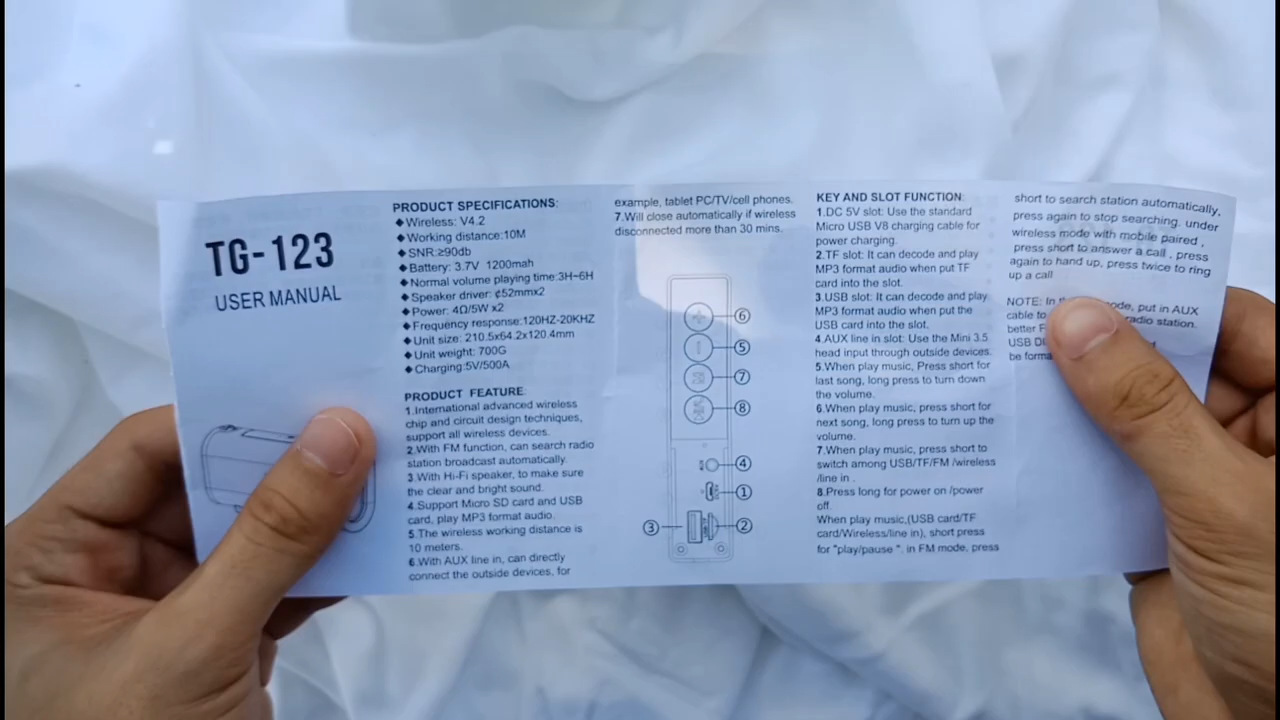 TG-123
USER MANUAL
PRODUCT SPECIFICATIONS:
◆Wireless: V4.2
◆Working distance:10M
◆SNR:≥90db
◆Battery: 3.7V 1200mah
◆Normal volume playing time:3H~6H
◆Speaker driver: ¢52mmx2
◆Power: 4Ω/5W x2
◆Frequency response:120HZ-20KHZ
◆Unit size: 210.5x64.2x120.4mm
◆Unit weight: 700G
◆Charging:5V/500A
PRODUCT FEATURE:
1.International advanced wireless
chip and circuit design techniques,
support all wireless devices.
2.With FM function, can search radio
station broadcast automatically.
3.With Hi-Fi speaker, to make sure
the clear and bright sound.
4.Support Micro SD card and USB
card, play MP3 format audio.
5.The wireless working distance is
10 meters.
6.With AUX line in, can directly
connect the outside devices, for
example, tablet PC/TV/cell phones.
7.Will close automatically if wireless
disconnected more than 30 mins.
⑥
⑤
⑦
⑧
④
①
③ ②
KEY AND SLOT FUNCTION:
1.DC 5V slot: Use the standard
Micro USB V8 charging cable for
power charging.
2.TF slot: It can decode and play
MP3 format audio when put TF
card into the slot.
3.USB slot: It can decode and play
MP3 format audio when put the
USB card into the slot.
4.AUX line in slot: Use the Mini 3.5
head input through outside devices.
5.When play music, Press short for
last song, long press to turn down
the volume.
6.When play music, press short for
next song, long press to turn up the
volume.
7.When play music, press short to
switch among USB/TF/FM /wireless
/line in .
8.Press long for power on /power
off.
When play music,(USB card/TF
card/Wireless/line in), short press
for "play/pause ". in FM mode, press
short to search station automatically,
press again to stop searching. under
wireless mode with mobile paired ,
press short to answer a call , press
again to hand up, press twice to ring
up a call
NOTE: In put in AUX
cable to radio station.
better
USB
be